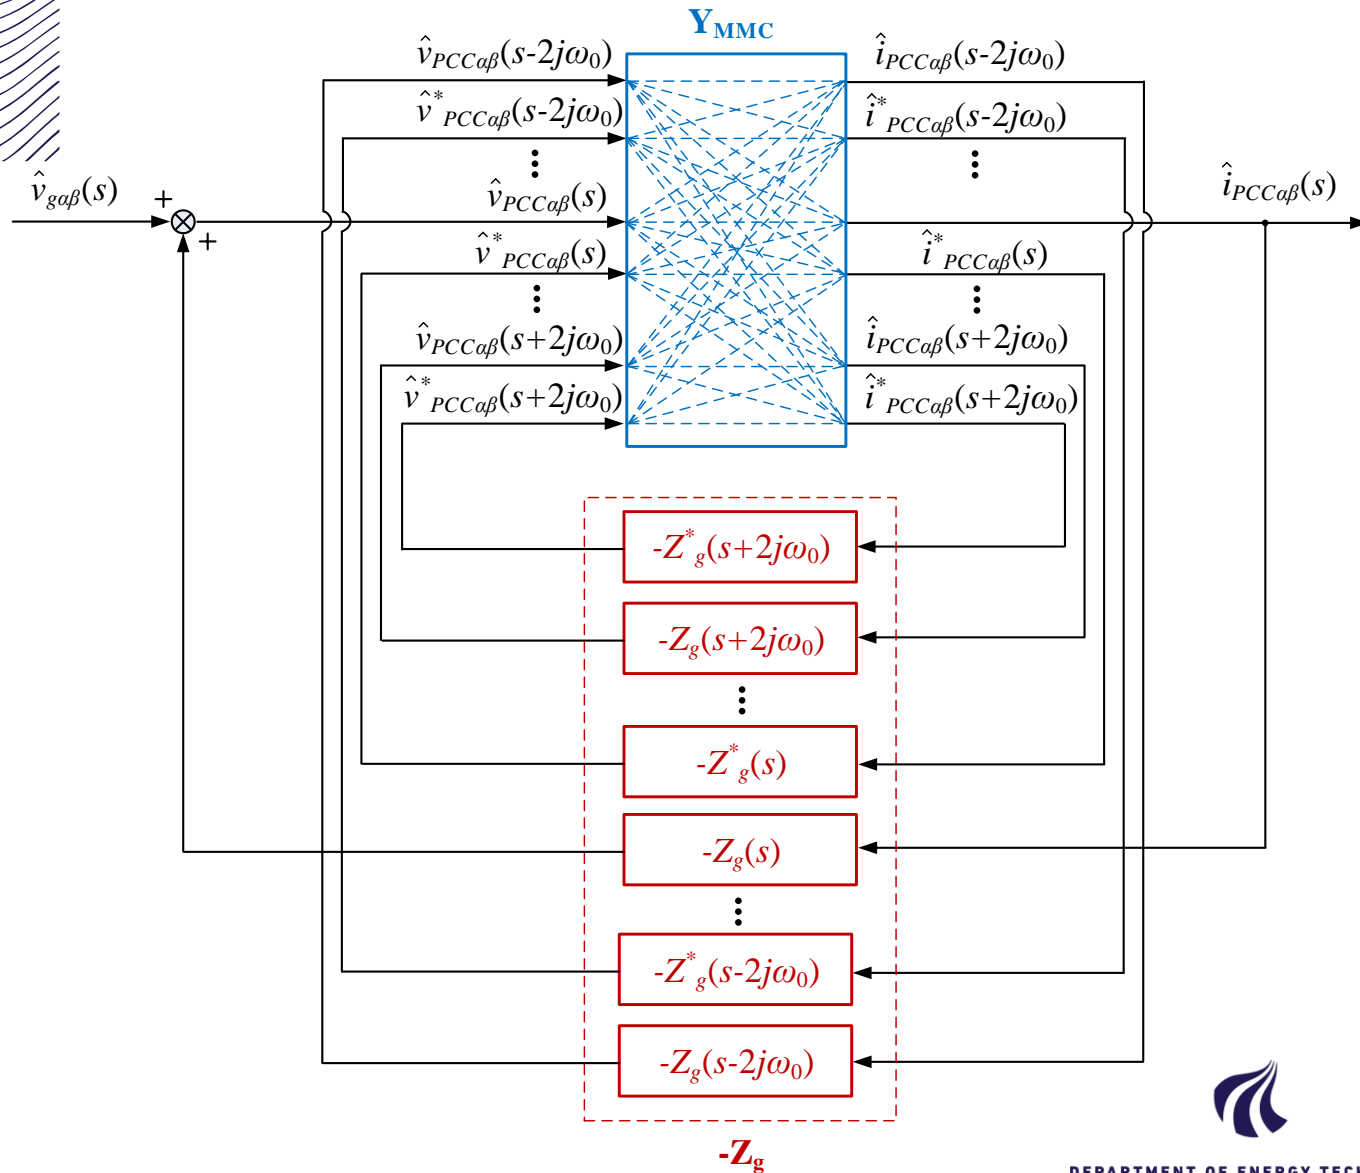 Y_MMC
v̂_PCCαβ(s-2jω₀)
î_PCCαβ(s-2jω₀)
v̂*_PCCαβ(s-2jω₀)
î*_PCCαβ(s-2jω₀)
v̂_gαβ(s)
+
+
v̂_PCCαβ(s)
î_PCCαβ(s)
v̂*_PCCαβ(s)
î*_PCCαβ(s)
v̂_PCCαβ(s+2jω₀)
î_PCCαβ(s+2jω₀)
v̂*_PCCαβ(s+2jω₀)
î*_PCCαβ(s+2jω₀)
-Z*_g(s+2jω₀)
-Z_g(s+2jω₀)
-Z*_g(s)
-Z_g(s)
-Z*_g(s-2jω₀)
-Z_g(s-2jω₀)
-Z_g
DEPARTMENT OF ENERGY TECH